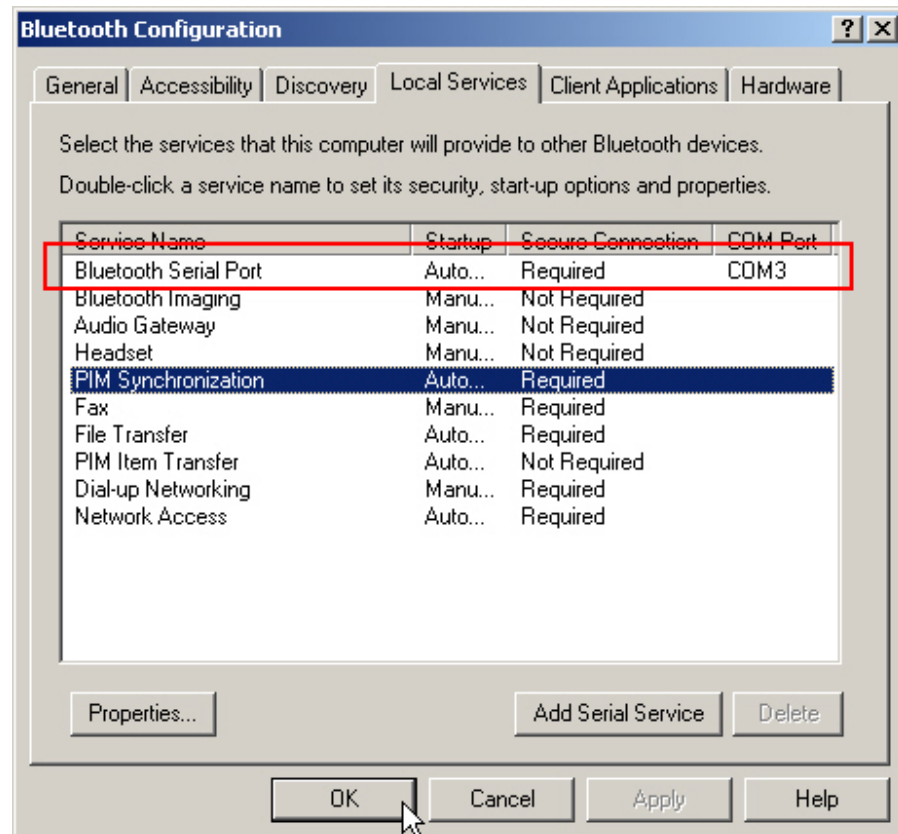 Bluetooth Configuration ? X
General Accessibility Discovery Local Services Client Applications Hardware
Select the services that this computer will provide to other Bluetooth devices.
Double-click a service name to set its security, start-up options and properties.
Service Name Startup Secure Connection COM Port
Bluetooth Serial Port Auto... Required COM3
Bluetooth Imaging Manu... Not Required
Audio Gateway Manu... Not Required
Headset Manu... Not Required
PIM Synchronization Auto... Required
Fax Manu... Required
File Transfer Auto... Required
PIM Item Transfer Auto... Not Required
Dial-up Networking Manu... Required
Network Access Auto... Required
Properties... Add Serial Service Delete
OK Cancel Apply Help